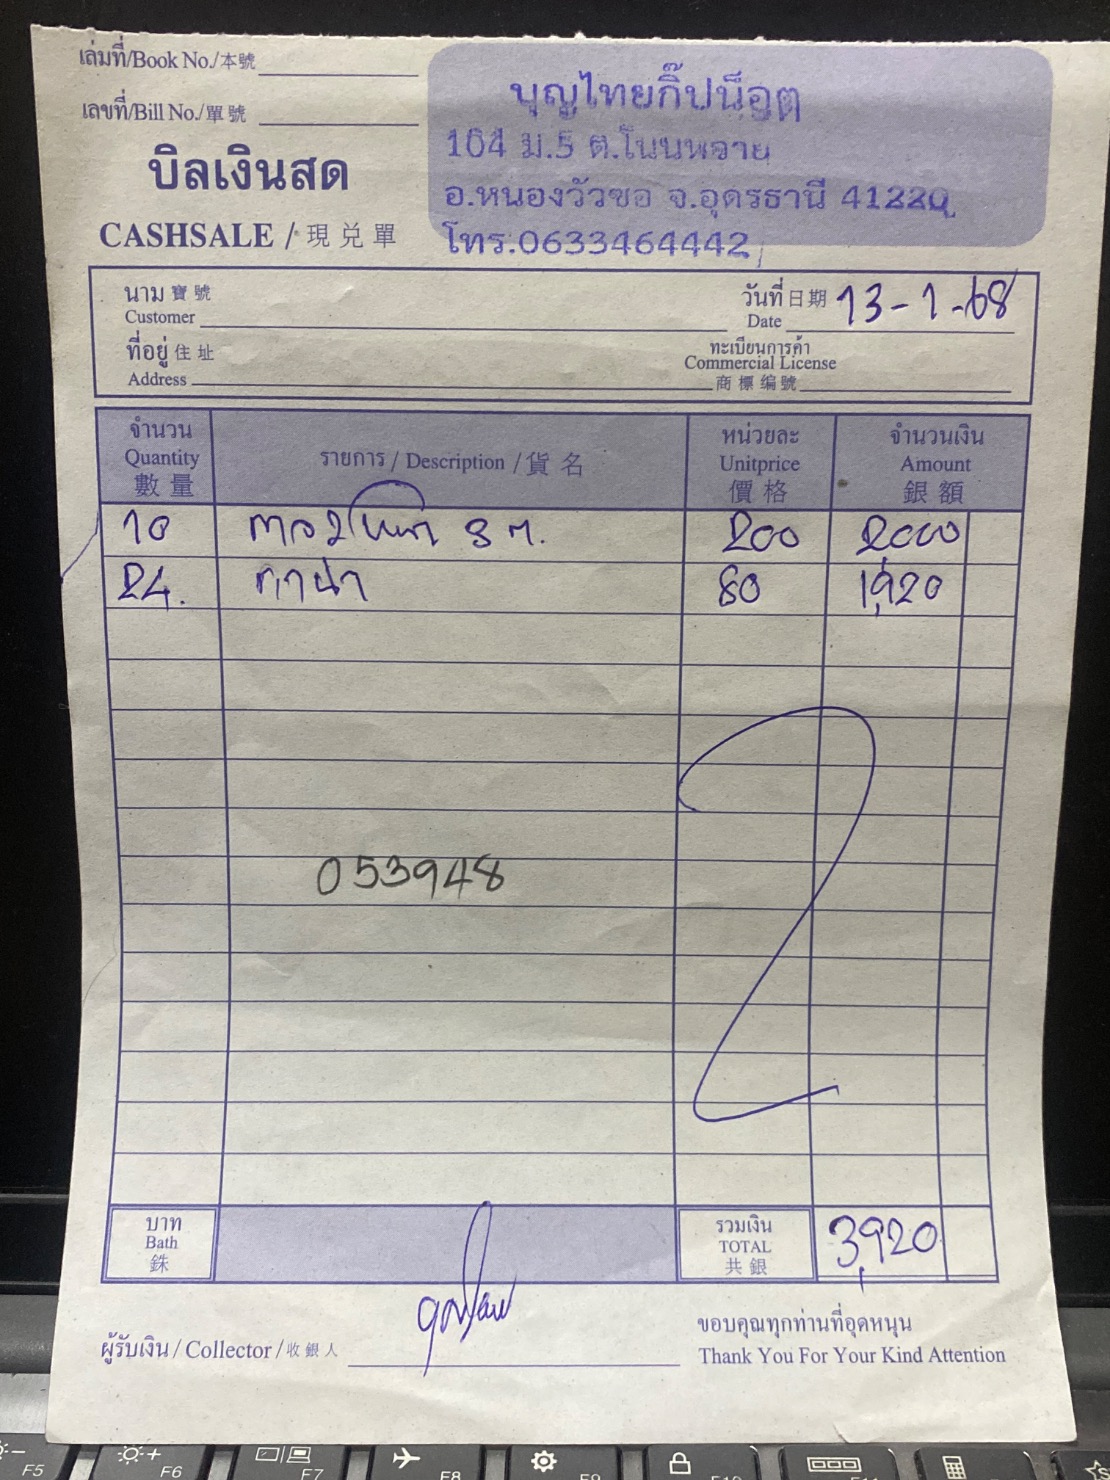 เล่มที่/Book No./本號
เลขที่/Bill No./單號
บิลเงินสด
CASHSALE / 現兑單
บุญไทยกิ๊ปน็อต
104 ม.5 ต.โนนหวาย
อ.หนองวัวซอ จ.อุดรธานี 41220
โทร.0633464442
นาม 寶號
Customer
วันที่ 日期 13-1-68
Date
ที่อยู่ 住址
Address
ทะเบียนการค้า
Commercial License
商標编號
จำนวน
Quantity
數量
รายการ / Description / 貨名
หน่วยละ
Unitprice
價格
จำนวนเงิน
Amount
銀額
10 8 ต. 200 2000
24. 80 1,920
053948
บาท
Bath
銖
รวมเงิน
TOTAL
共銀
3,920
ผู้รับเงิน / Collector / 收銀人
ขอบคุณทุกท่านที่อุดหนุน
Thank You For Your Kind Attention
F5
F6
F7
F8
F9